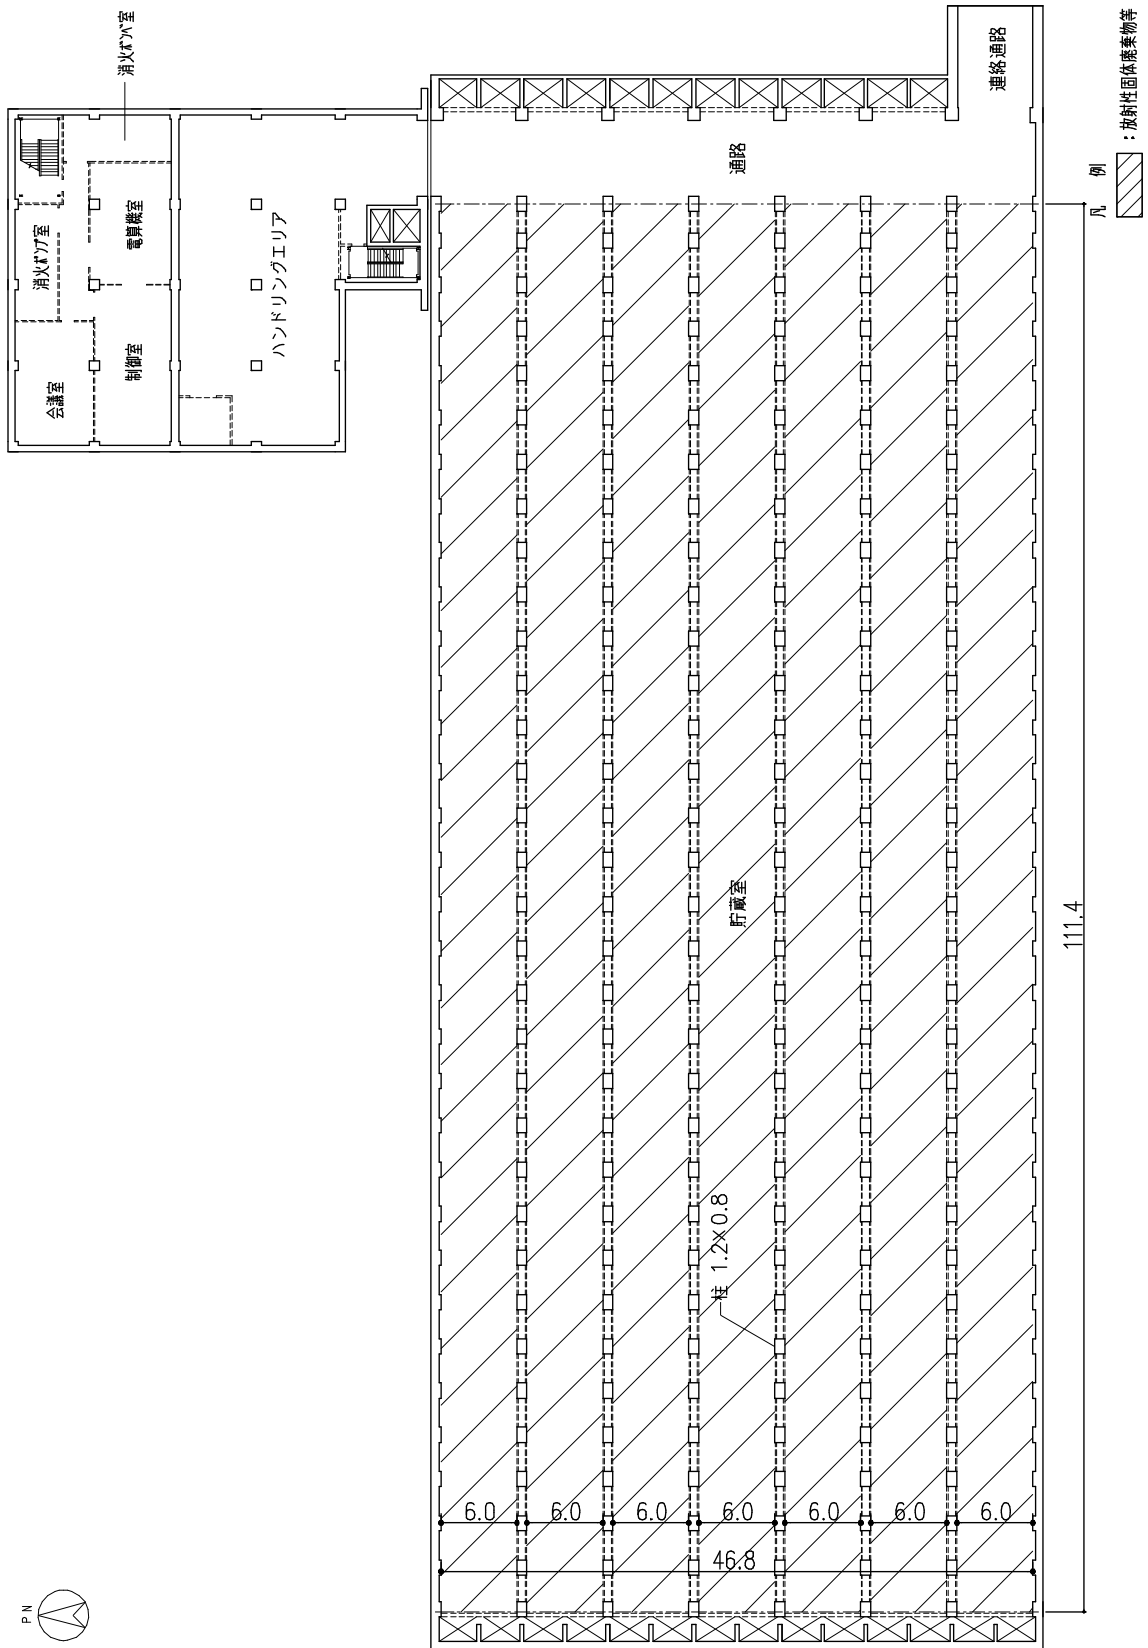 消火ﾎﾞﾝﾍﾞ室
連絡通路
:放射性固体廃棄物等
凡 例
通路
消火ﾎﾟﾝﾌﾟ室
電算機室
ハンドリングエリア
会議室
制御室
貯蔵室
111.4
柱 1.2×0.8
6.0
6.0
6.0
6.0
6.0
6.0
6.0
46.8
PN